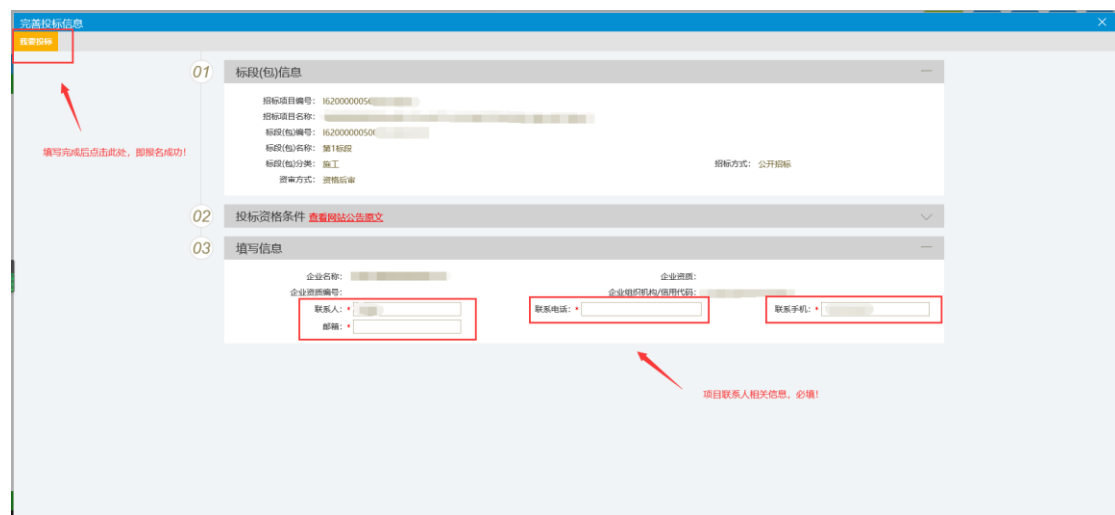 完善投标信息
我要投标
01 标段(包)信息
招标项目编号： I6200000050
招标项目名称：
标段(包)编号： I620000000500
标段(包)名称： 第1标段
标段(包)分类： 施工 招标方式： 公开招标
资审方式： 资格后审
填写完成后点击此处，即报名成功！
02 投标资格条件 查看网站公告原文
03 填写信息
企业名称： 企业资质：
企业资质编号： 企业组织机构/信用代码：
联系人：* 联系电话：* 联系手机：*
邮箱：*
项目联系人相关信息，必填！